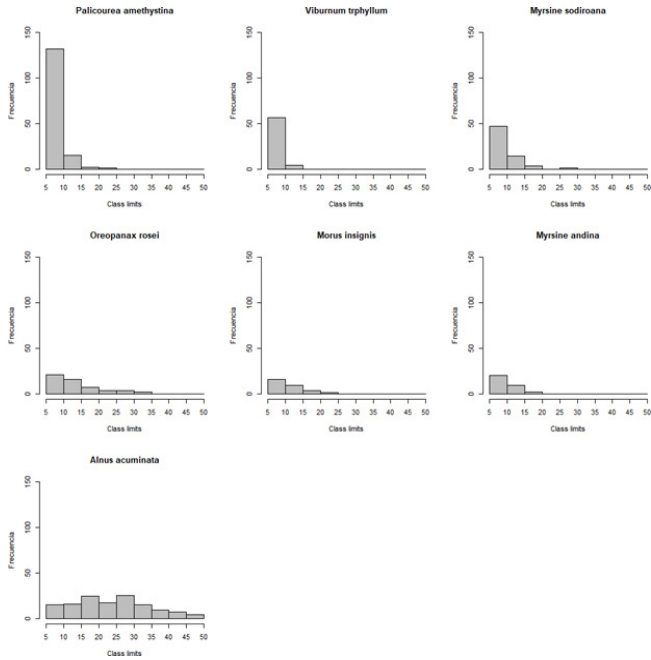 Palicourea amethystina
Frecuencia
150
100
50
0
5 10 15 20 25 30 35 40 45 50
Class limits
Viburnum trphyllum
Frecuencia
150
100
50
0
5 10 15 20 25 30 35 40 45 50
Class limits
Myrsine sodiroana
Frecuencia
150
100
50
0
5 10 15 20 25 30 35 40 45 50
Class limits
Oreopanax rosei
Frecuencia
150
100
50
0
5 10 15 20 25 30 35 40 45 50
Class limits
Morus insignis
Frecuencia
150
100
50
0
5 10 15 20 25 30 35 40 45 50
Class limits
Myrsine andina
Frecuencia
150
100
50
0
5 10 15 20 25 30 35 40 45 50
Class limits
Alnus acuminata
Frecuencia
150
100
50
0
5 10 15 20 25 30 35 40 45 50
Class limits